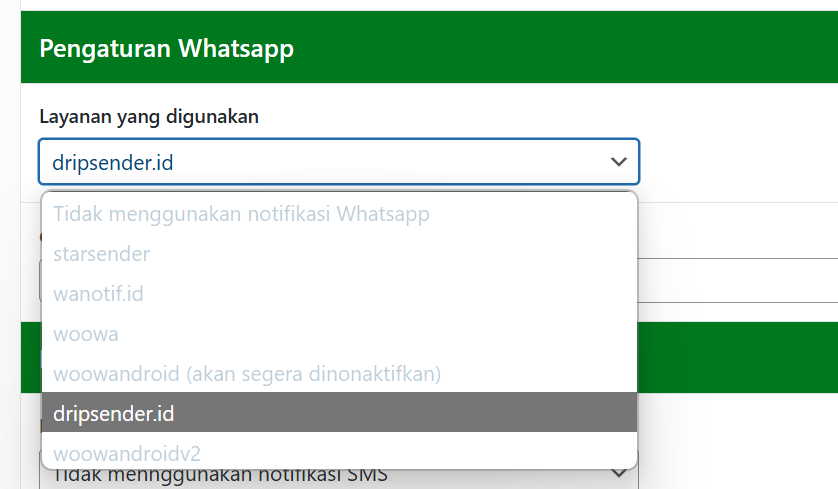 Pengaturan Whatsapp
Layanan yang digunakan
dripsender.id
Tidak menggunakan notifikasi Whatsapp
starsender
wanotif.id
woowa
woowandroid (akan segera dinonaktifkan)
dripsender.id
woowandroidv2
Tidak mennggunakan notifikasi SMS